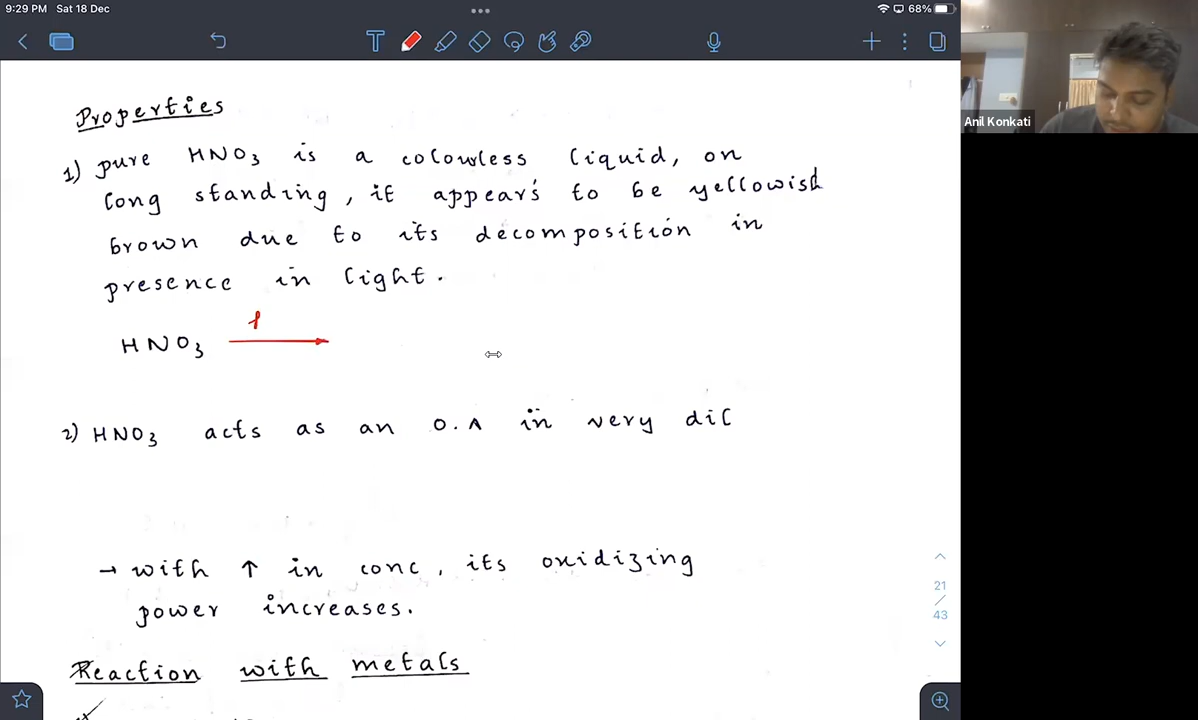 9:29 PM Sat 18 Dec
68%
Anil Konkati
Properties
1) pure HNO3 is a colourless liquid, on
long standing, it appears to be yellowish
brown due to its decomposition in
presence in light.
HNO3
2) HNO3 acts as an O.A in very dil
→ with ↑ in conc, its oxidizing
power increases.
21
/
43
Reaction with metals